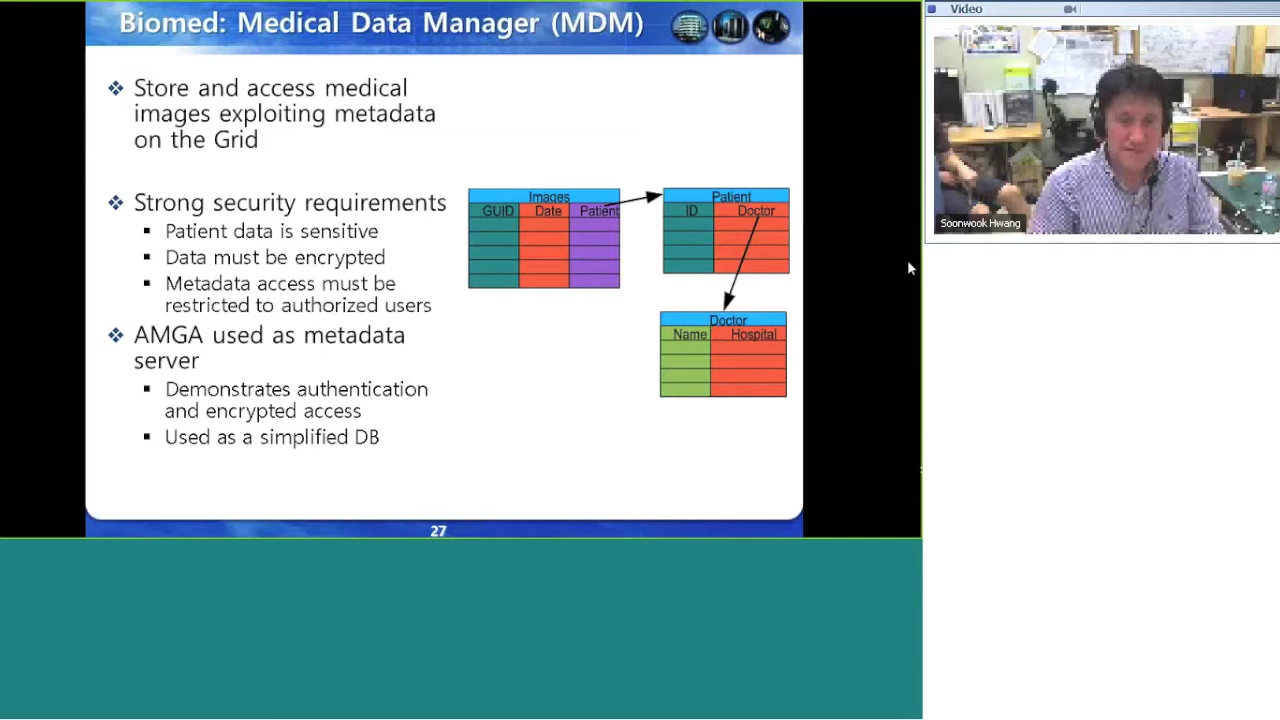 Biomed: Medical Data Manager (MDM)
Store and access medical
images exploiting metadata
on the Grid
Strong security requirements
Patient data is sensitive
Data must be encrypted
Metadata access must be
restricted to authorized users
AMGA used as metadata
server
Demonstrates authentication
and encrypted access
Used as a simplified DB
Images
GUID Date Patient
Patient
ID Doctor
Doctor
Name Hospital
27
Video
Soonwook Hwang